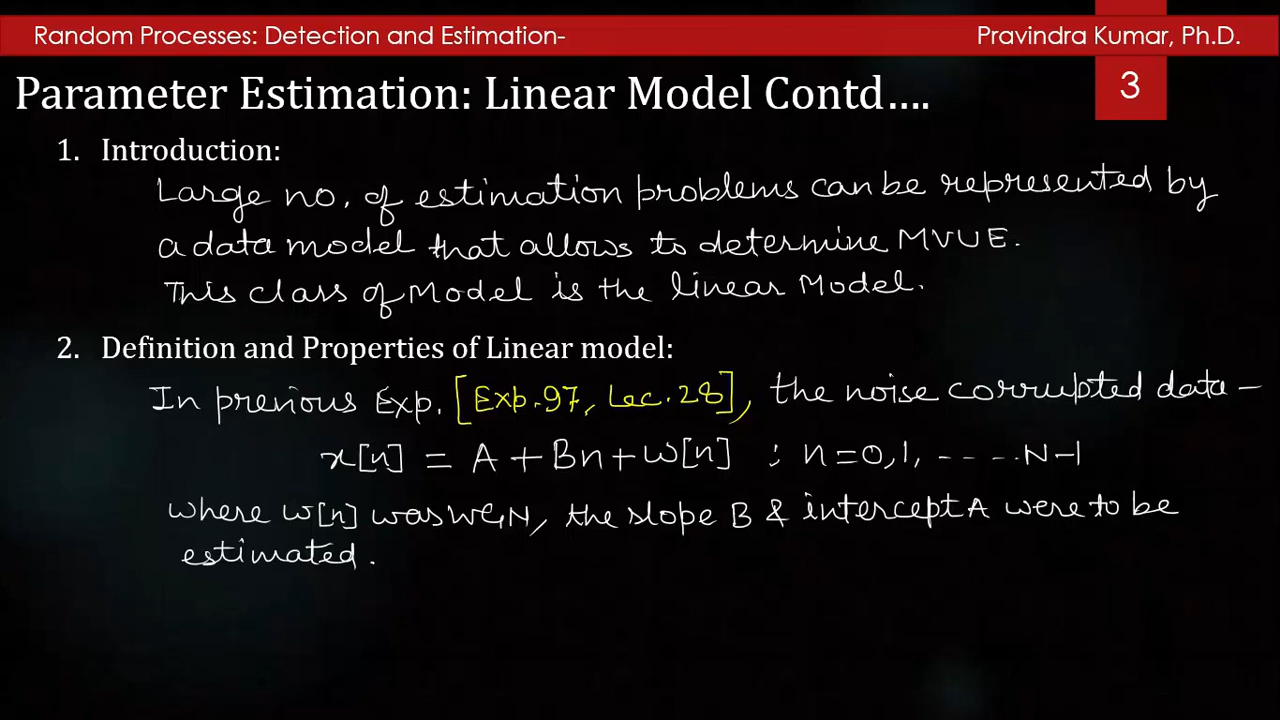 Random Processes: Detection and Estimation-
Pravindra Kumar, Ph.D.
Parameter Estimation: Linear Model Contd....
3
1. Introduction:
Large no. of estimation problems can be represented by
a data model that allows to determine MVUE.
This class of Model is the linear Model.
2. Definition and Properties of Linear model:
In previous Exp. [Exp.97, Lec.28], the noise corrupted data -
x[n] = A + Bn + w[n] ; n=0,1, ----- N-1
where w[n] was WGN, the slope B & intercept A were to be
estimated.